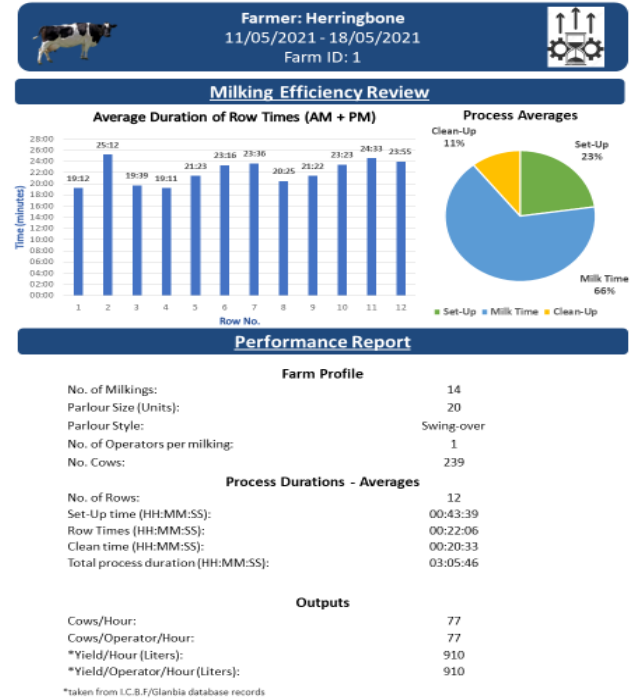 Farmer: Herringbone
11/05/2021 - 18/05/2021
Farm ID: 1
Milking Efficiency Review
Average Duration of Row Times (AM + PM)
Time (minutes)
28:00
26:00
24:00
22:00
20:00
18:00
16:00
14:00
12:00
10:00
08:00
06:00
04:00
02:00
00:00
19:12 25:12 19:39 19:11 21:23 23:16 23:36 20:25 21:22 23:23 24:33 23:55
1 2 3 4 5 6 7 8 9 10 11 12
Row No.
Process Averages
Clean-Up
11%
Set-Up
23%
Milk Time
66%
Set-Up Milk Time Clean-Up
Performance Report
Farm Profile
No. of Milkings: 14
Parlour Size (Units): 20
Parlour Style: Swing-over
No. of Operators per milking: 1
No. Cows: 239
Process Durations - Averages
No. of Rows: 12
Set-Up time (HH:MM:SS): 00:43:39
Row Times (HH:MM:SS): 00:22:06
Clean time (HH:MM:SS): 00:20:33
Total process duration (HH:MM:SS): 03:05:46
Outputs
Cows/Hour: 77
Cows/Operator/Hour: 77
*Yield/Hour (Liters): 910
*Yield/Operator/Hour (Liters): 910
*taken from I.C.B.F/Glanbia database records